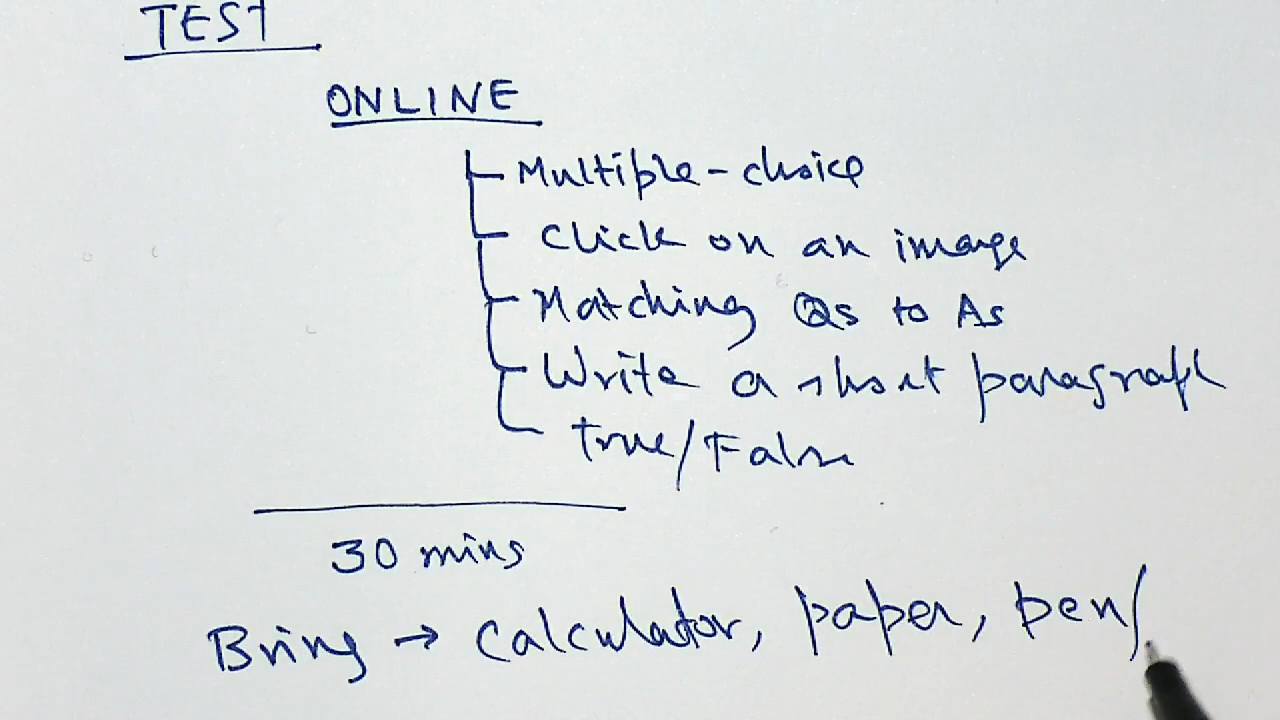 TEST
ONLINE
Multiple-choice
Click on an image
Matching Qs to As
Write a short paragraph
True/False
30 mins
Bring → Calculator, paper, pen/